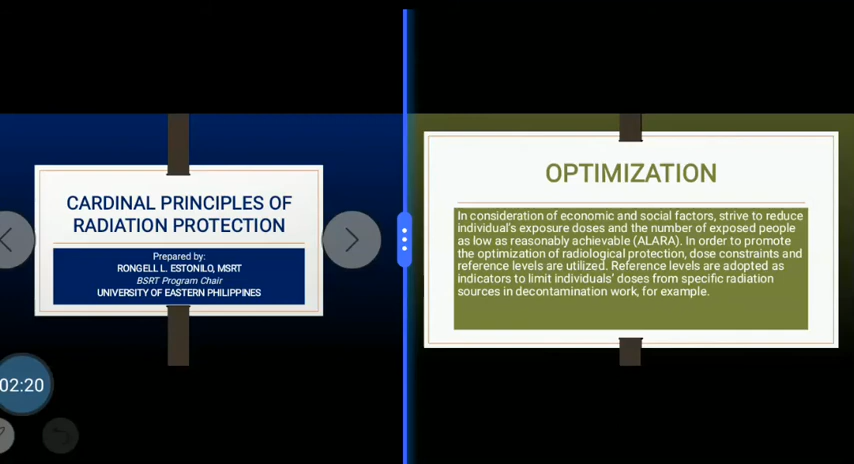 CARDINAL PRINCIPLES OF
RADIATION PROTECTION
Prepared by:
RONGELL L. ESTONILO, MSRT
BSRT Program Chair
UNIVERSITY OF EASTERN PHILIPPINES
02:20
OPTIMIZATION
In consideration of economic and social factors, strive to reduce
individual's exposure doses and the number of exposed people
as low as reasonably achievable (ALARA). In order to promote
the optimization of radiological protection, dose constraints and
reference levels are utilized. Reference levels are adopted as
indicators to limit individuals' doses from specific radiation
sources in decontamination work, for example.